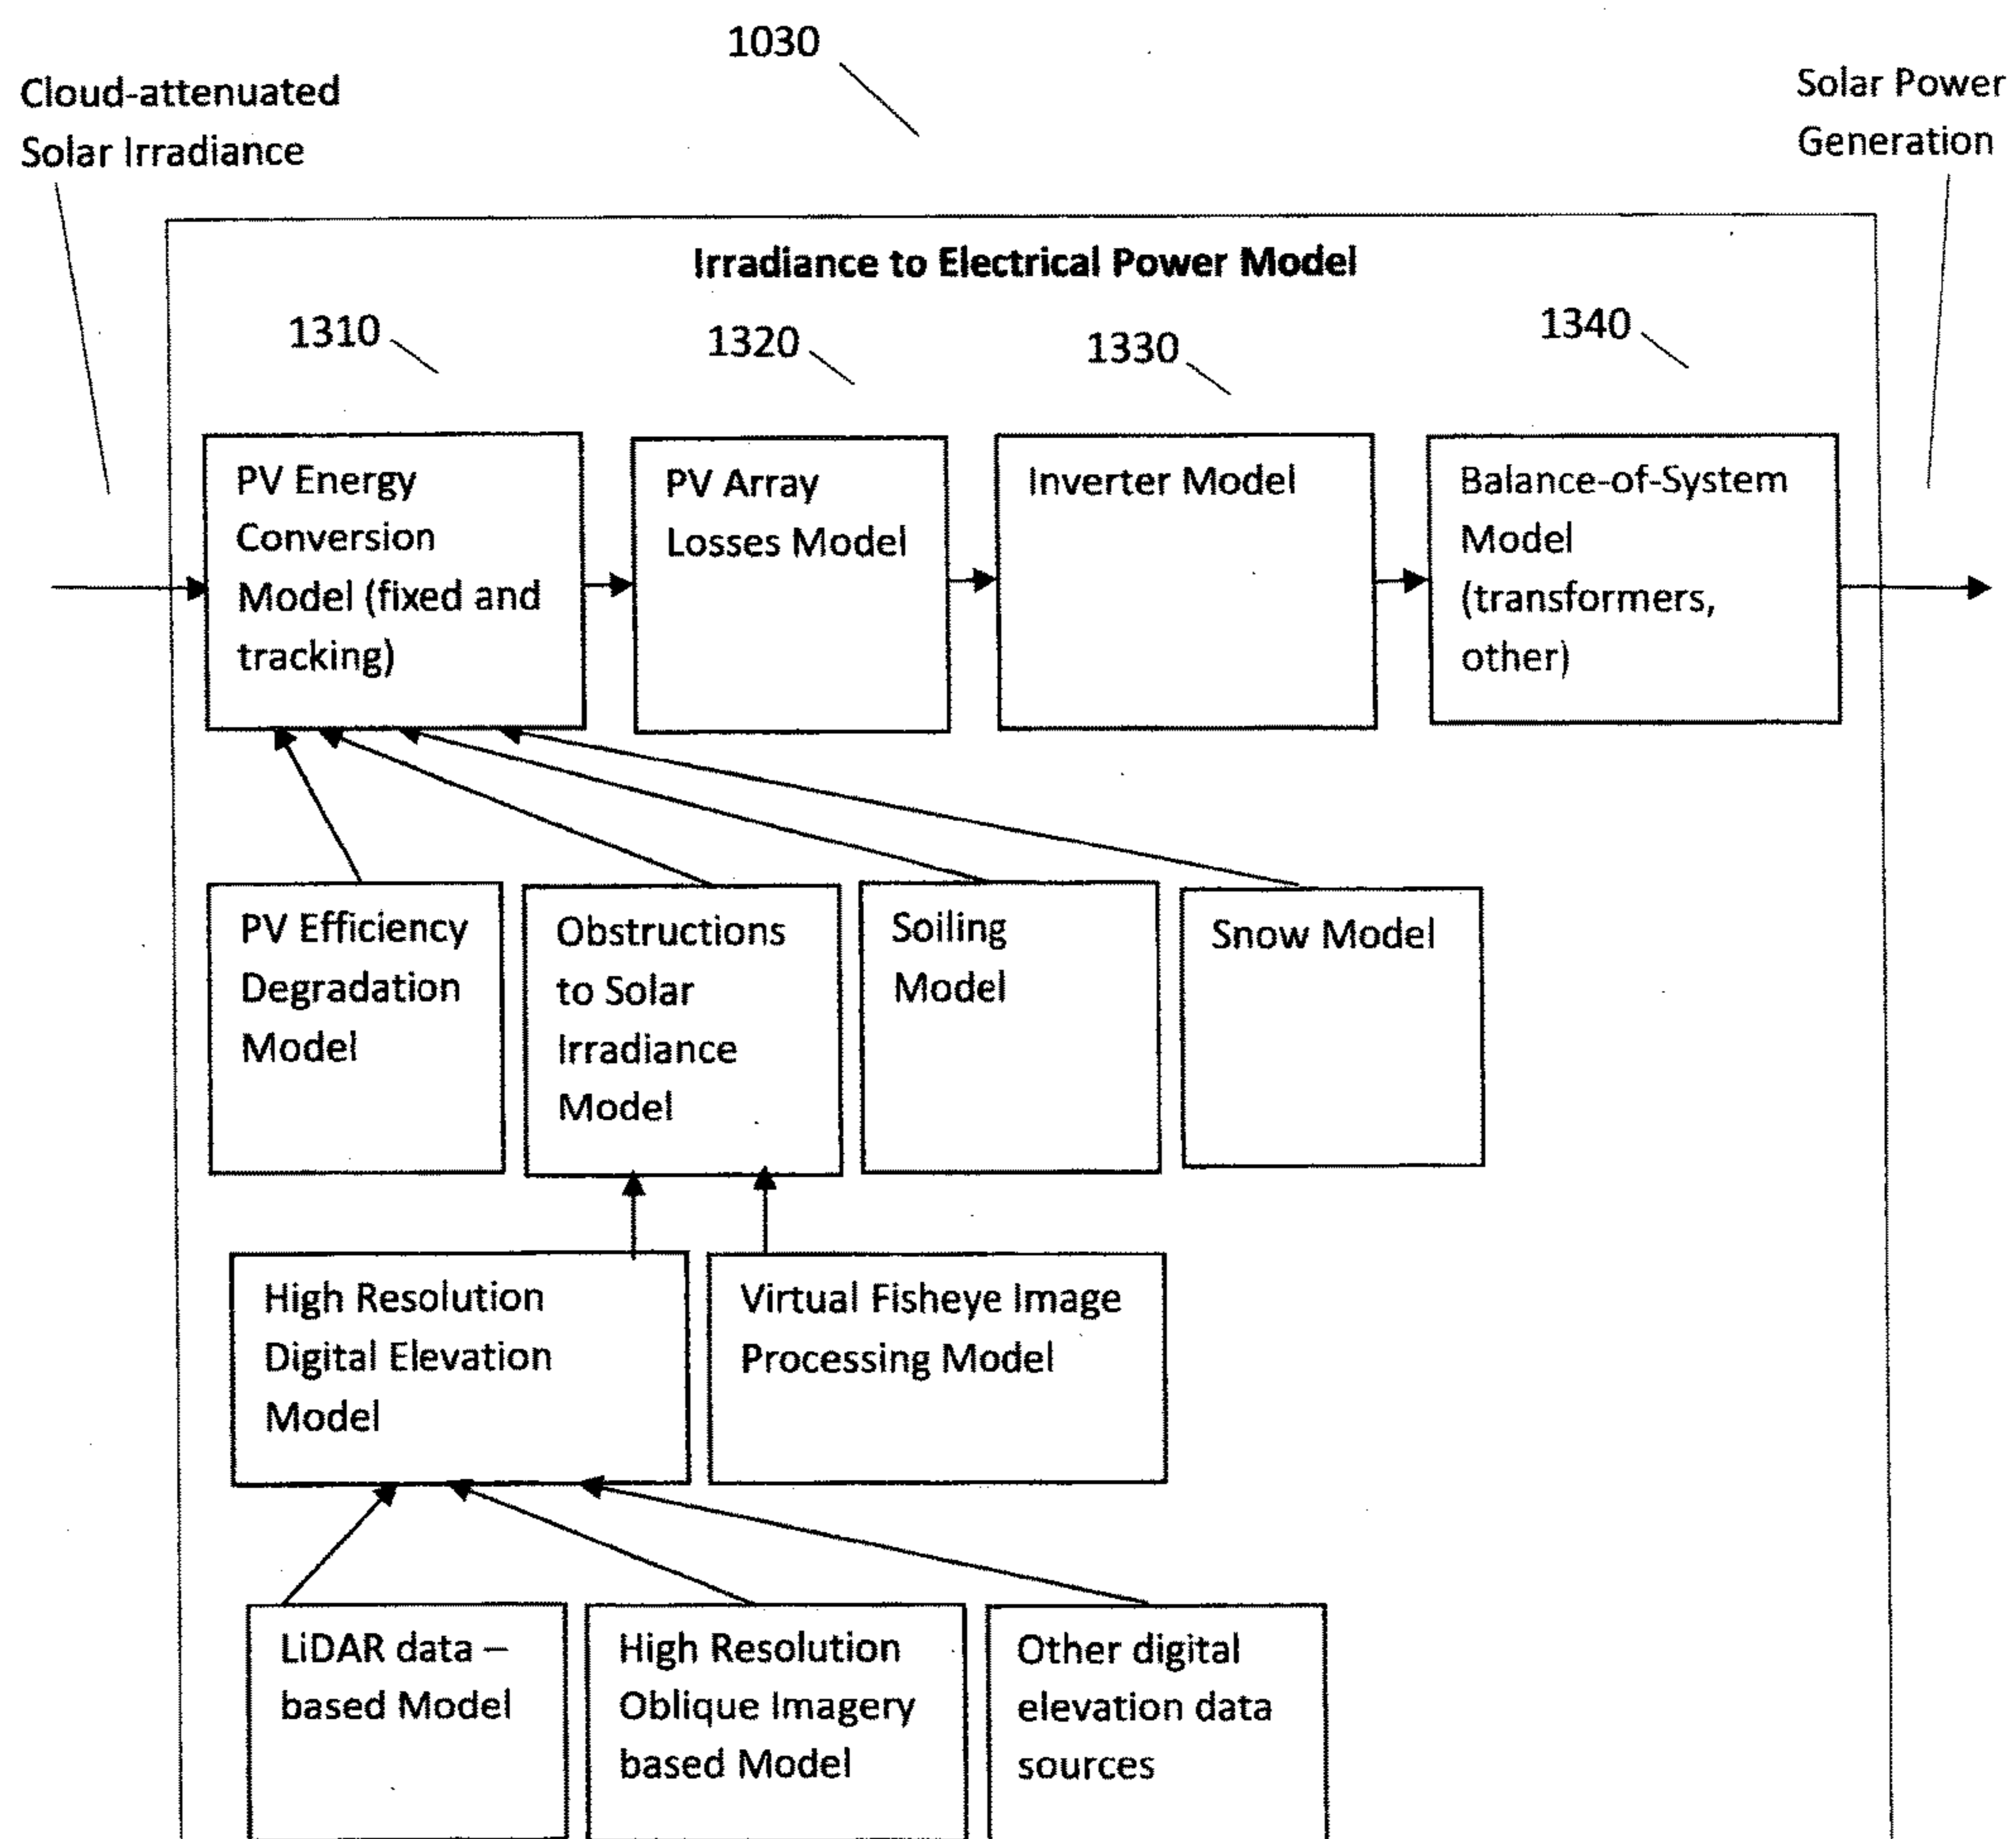 1030
Cloud-attenuated
Solar Irradiance
Solar Power
Generation
Irradiance to Electrical Power Model
1310
1320
1330
1340
PV Energy
Conversion
Model (fixed and
tracking)
PV Array
Losses Model
Inverter Model
Balance-of-System
Model
(transformers,
other)
PV Efficiency
Degradation
Model
Obstructions
to Solar
Irradiance
Model
Soiling
Model
Snow Model
High Resolution
Digital Elevation
Model
Virtual Fisheye Image
Processing Model
LiDAR data –
based Model
High Resolution
Oblique Imagery
based Model
Other digital
elevation data
sources